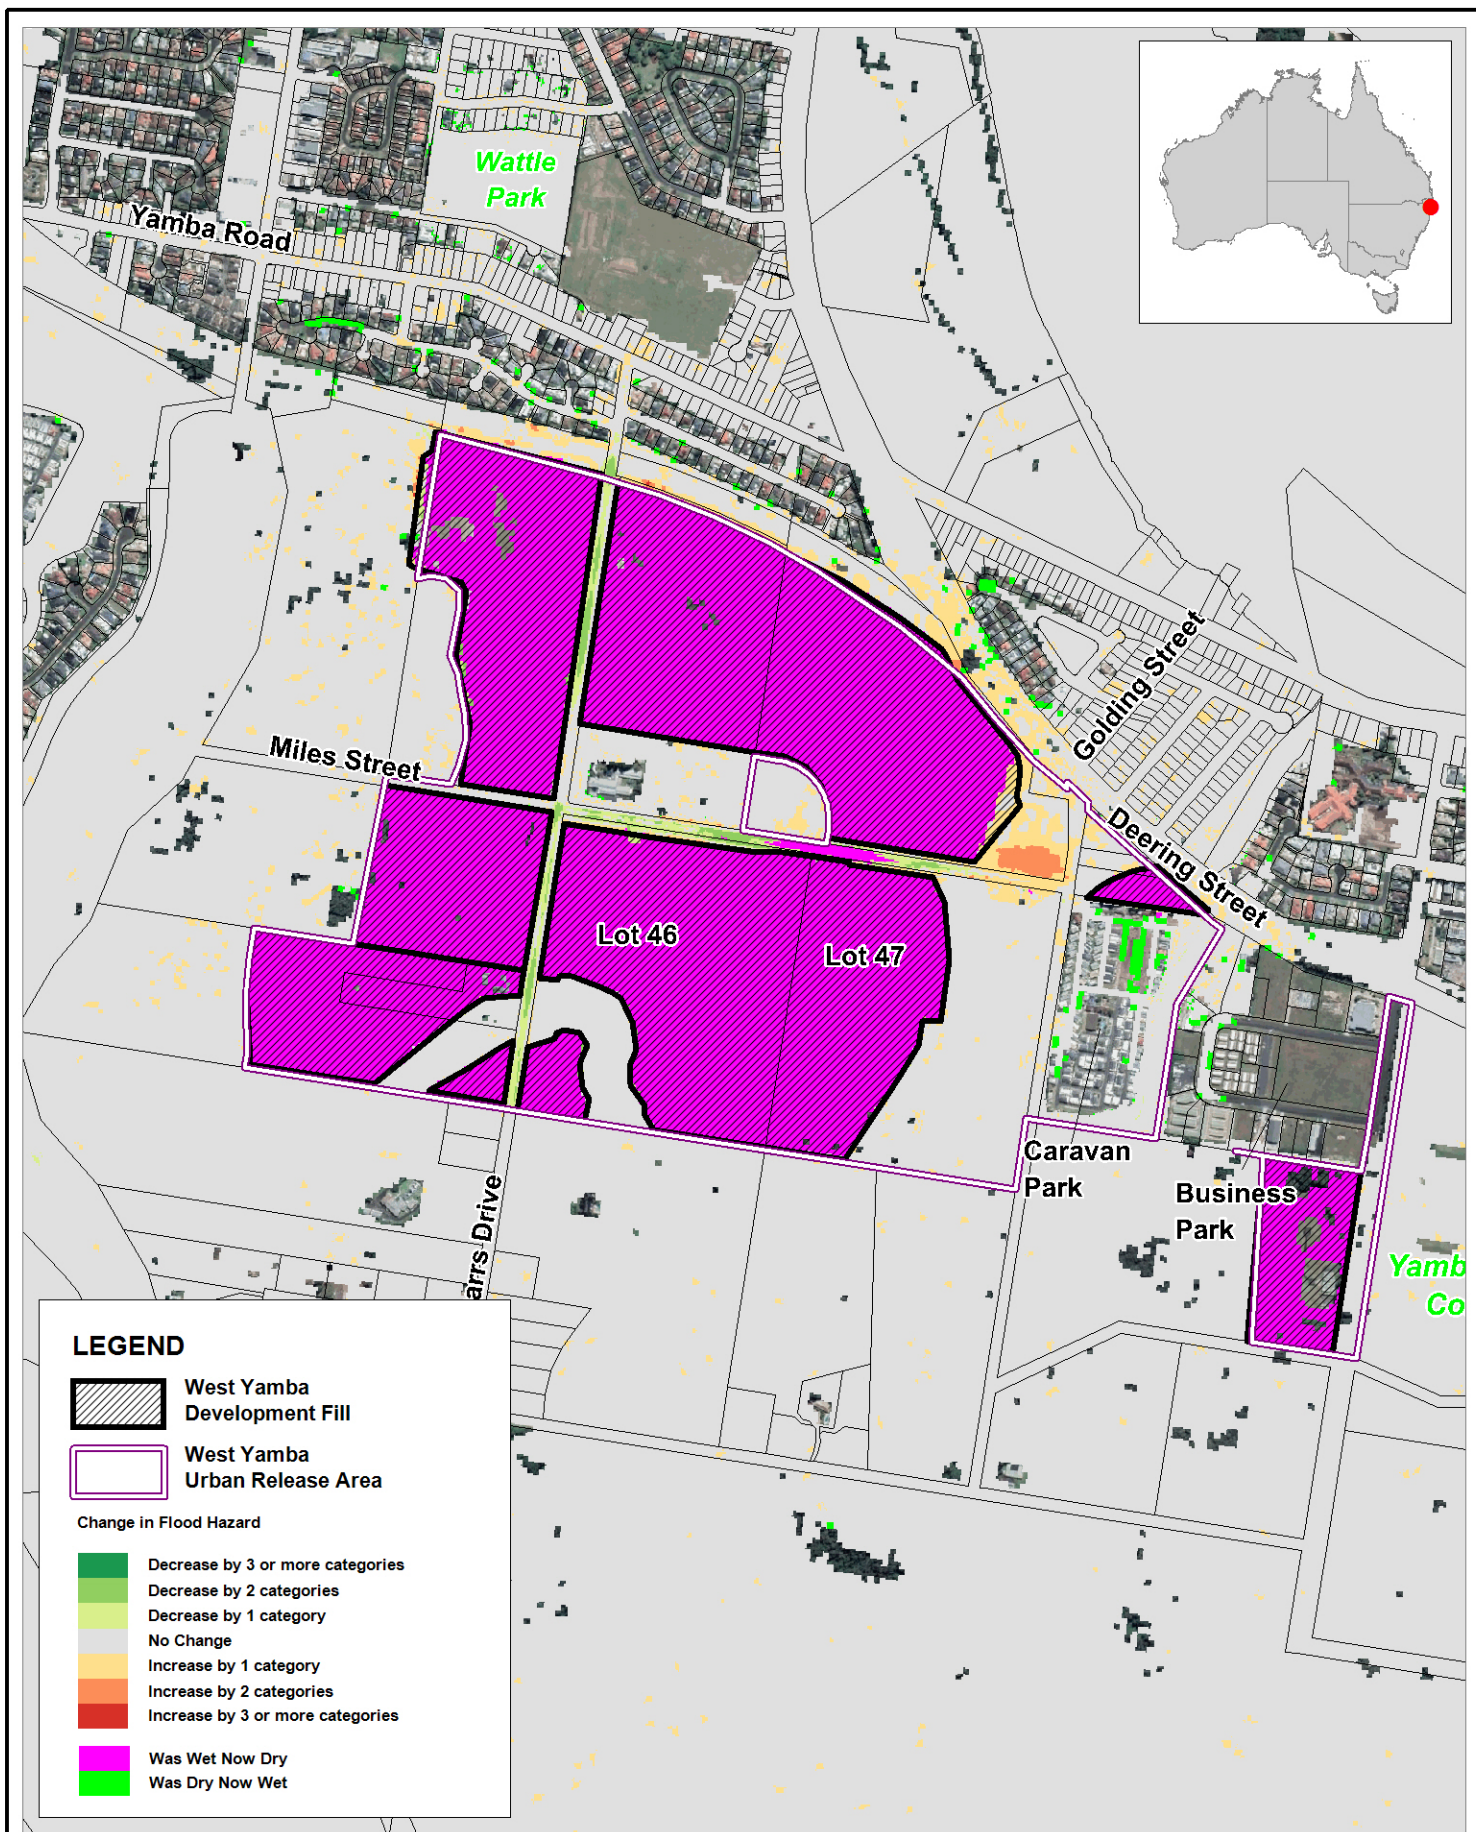 Wattle
Park
Yamba Road
Golding Street
Miles Street
Deering Street
Lot 46
Lot 47
Caravan
Park
Business
Park
Yamb
Co
arrs Drive
LEGEND
West Yamba
Development Fill
West Yamba
Urban Release Area
Change in Flood Hazard
Decrease by 3 or more categories
Decrease by 2 categories
Decrease by 1 category
No Change
Increase by 1 category
Increase by 2 categories
Increase by 3 or more categories
Was Wet Now Dry
Was Dry Now Wet